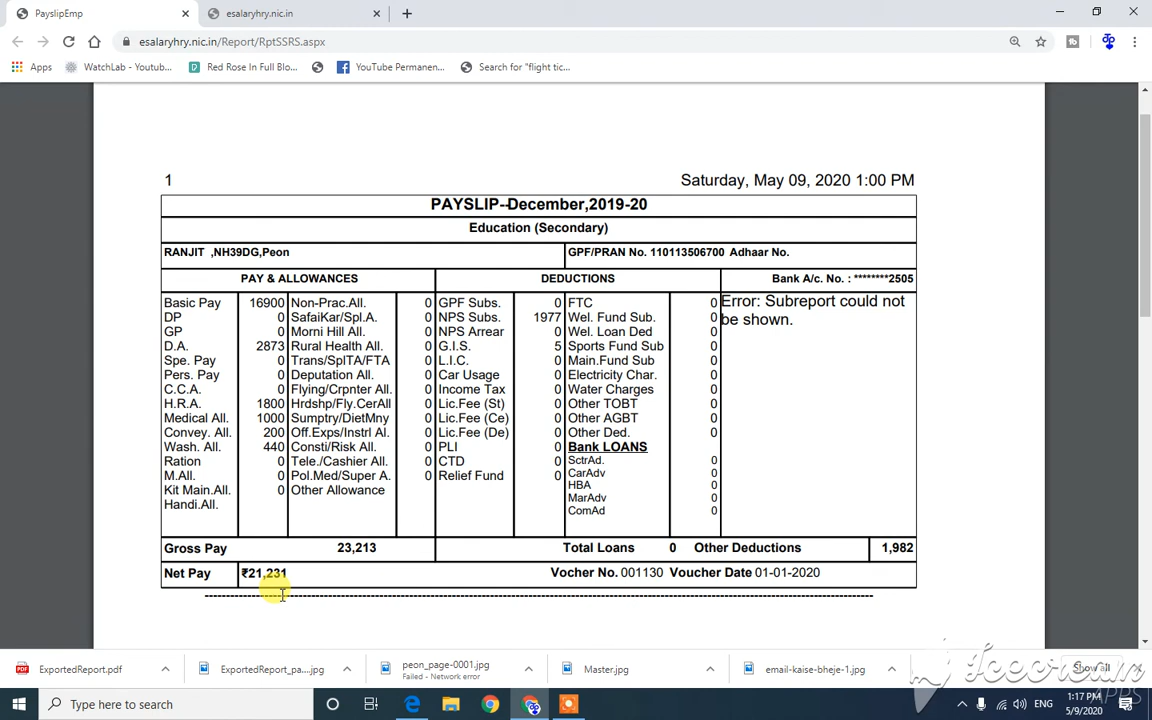 PayslipEmp
esalaryhry.nic.in
esalaryhry.nic.in/Report/RptSSRS.aspx
Apps WatchLab - Youtub... Red Rose In Full Blo... YouTube Permanen... Search for "flight tic...
1 Saturday, May 09, 2020 1:00 PM
PAYSLIP--December,2019-20
Education (Secondary)
RANJIT ,NH39DG,Peon GPF/PRAN No. 110113506700 Adhaar No.
PAY & ALLOWANCES DEDUCTIONS Bank A/c. No. : ********2505
Basic Pay 16900 Non-Prac.All. 0 GPF Subs. 0 FTC 0 Error: Subreport could not
DP 0 SafaiKar/Spl.A. 0 NPS Subs. 1977 Wel. Fund Sub. 0 be shown.
GP 0 Morni Hill All. 0 NPS Arrear 0 Wel. Loan Ded 0
D.A. 2873 Rural Health All. 0 G.I.S. 5 Sports Fund Sub 0
Spe. Pay 0 Trans/SplTA/FTA 0 L.I.C. 0 Main.Fund Sub 0
Pers. Pay 0 Deputation All. 0 Car Usage 0 Electricity Char. 0
C.C.A. 0 Flying/Crpnter All. 0 Income Tax 0 Water Charges 0
H.R.A. 1800 Hrdshp/Fly.CerAll 0 Lic.Fee (St) 0 Other TOBT 0
Medical All. 1000 Sumptry/DietMny 0 Lic.Fee (Ce) 0 Other AGBT 0
Convey. All. 200 Off.Exps/Instrl Al. 0 Lic.Fee (De) 0 Other Ded. 0
Wash. All. 440 Consti/Risk All. 0 PLI 0 Bank LOANS
Ration 0 Tele./Cashier All. 0 CTD 0 SctrAd. 0
M.All. 0 Pol.Med/Super A. 0 Relief Fund 0 CarAdv 0
Kit Main.All. 0 Other Allowance HBA 0
Handi.All. MarAdv 0
ComAd 0
Gross Pay 23,213 Total Loans 0 Other Deductions 1,982
Net Pay ₹21,231 Vocher No. 001130 Voucher Date 01-01-2020
ExportedReport.pdf
ExportedReport_pa....jpg
peon_page-0001.jpg
Failed - Network error
Master.jpg
email-kaise-bheje-1.jpg
Show all
Icecream
APPS
Type here to search
ENG
1:17 PM
5/9/2020